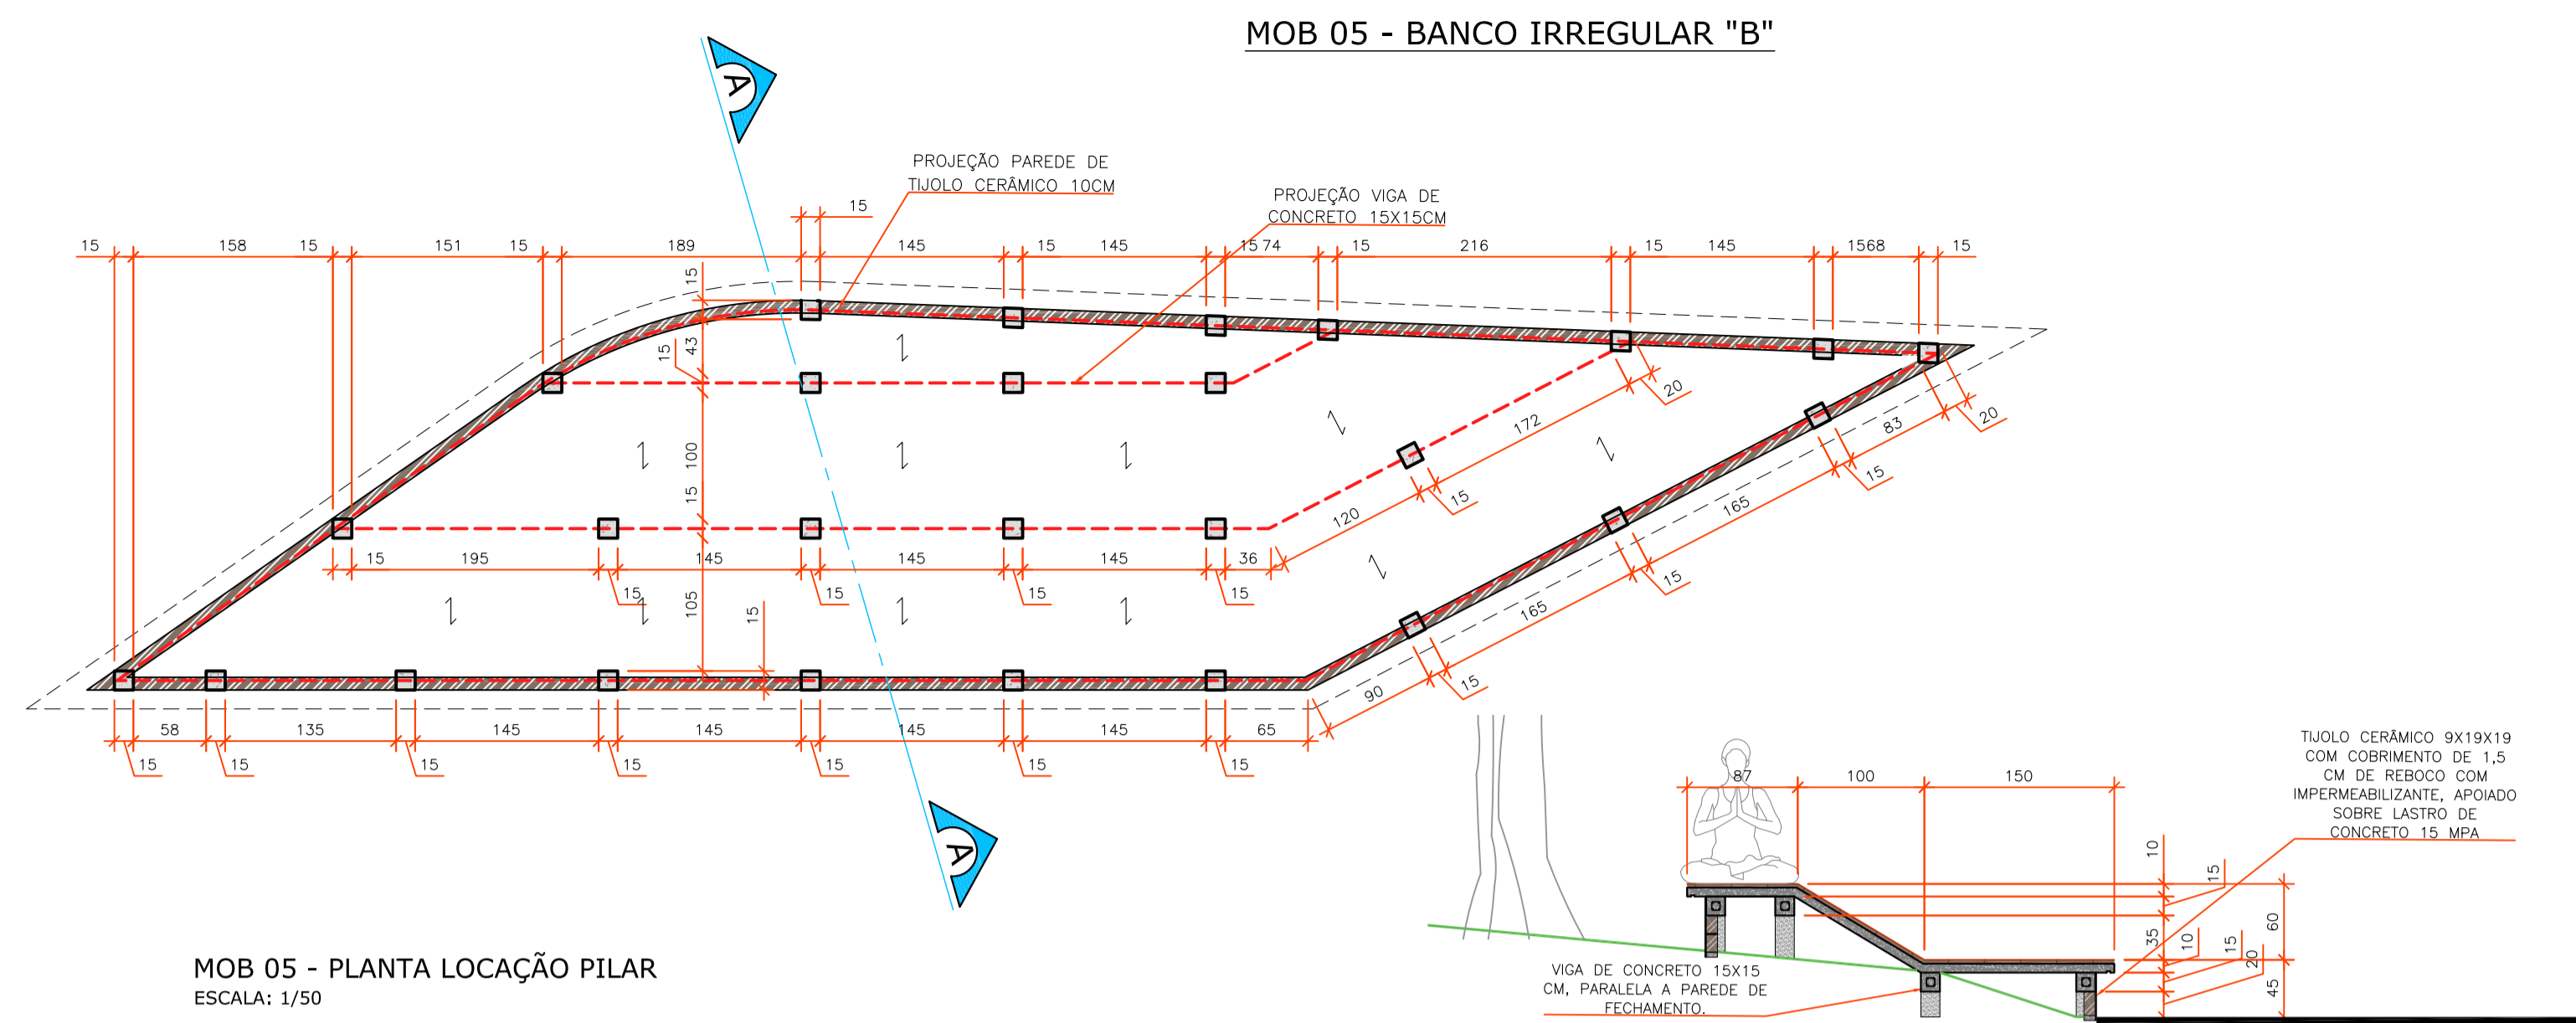 MOB 05 - BANCO IRREGULAR "B"
A
PROJEÇÃO PAREDE DE
TIJOLO CERÂMICO 10CM
PROJEÇÃO VIGA DE
CONCRETO 15X15CM
15
15 158 15 151 15 189 145 15 145 15 74 15 216 15 145 15 68 15
15
43
15
100
15
105
15
20
172
15
120
20
83
15
165
15
165
15
90
15 195 145 145 145 36
15 15 15 15
58 135 145 145 145 145 65
15 15 15 15 15 15 15
A
TIJOLO CERÂMICO 9X19X19
COM COBRIMENTO DE 1,5
CM DE REBOCO COM
IMPERMEABILIZANTE, APOIADO
SOBRE LASTRO DE
CONCRETO 15 MPA
87 100 150
10
15
60
35
10
15
20
45
VIGA DE CONCRETO 15X15
CM, PARALELA A PAREDE DE
FECHAMENTO.
MOB 05 - PLANTA LOCAÇÃO PILAR
ESCALA: 1/50